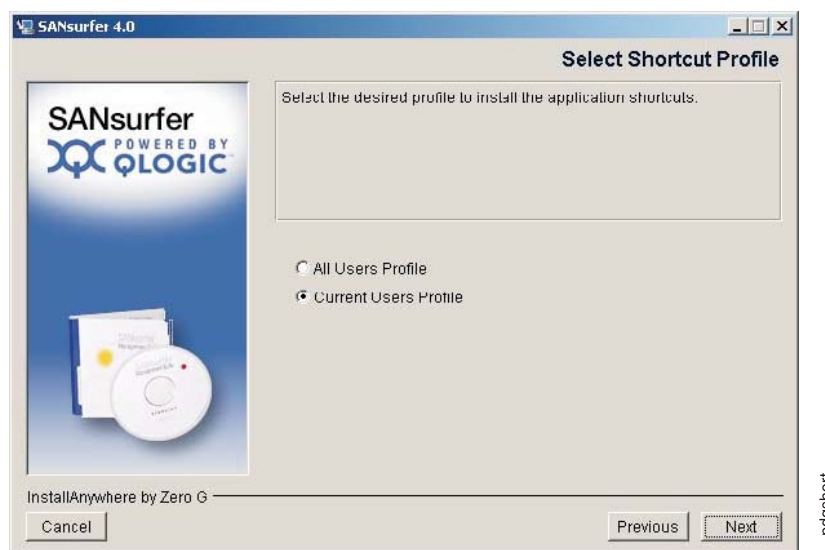 SANsurfer 4.0
Select Shortcut Profile
SANsurfer
POWERED BY
QLOGIC
Select the desired profile to install the application shortcuts.
All Users Profile
Current Users Profile
SANsurfer
InstallAnywhere by Zero G
Cancel
Previous
Next